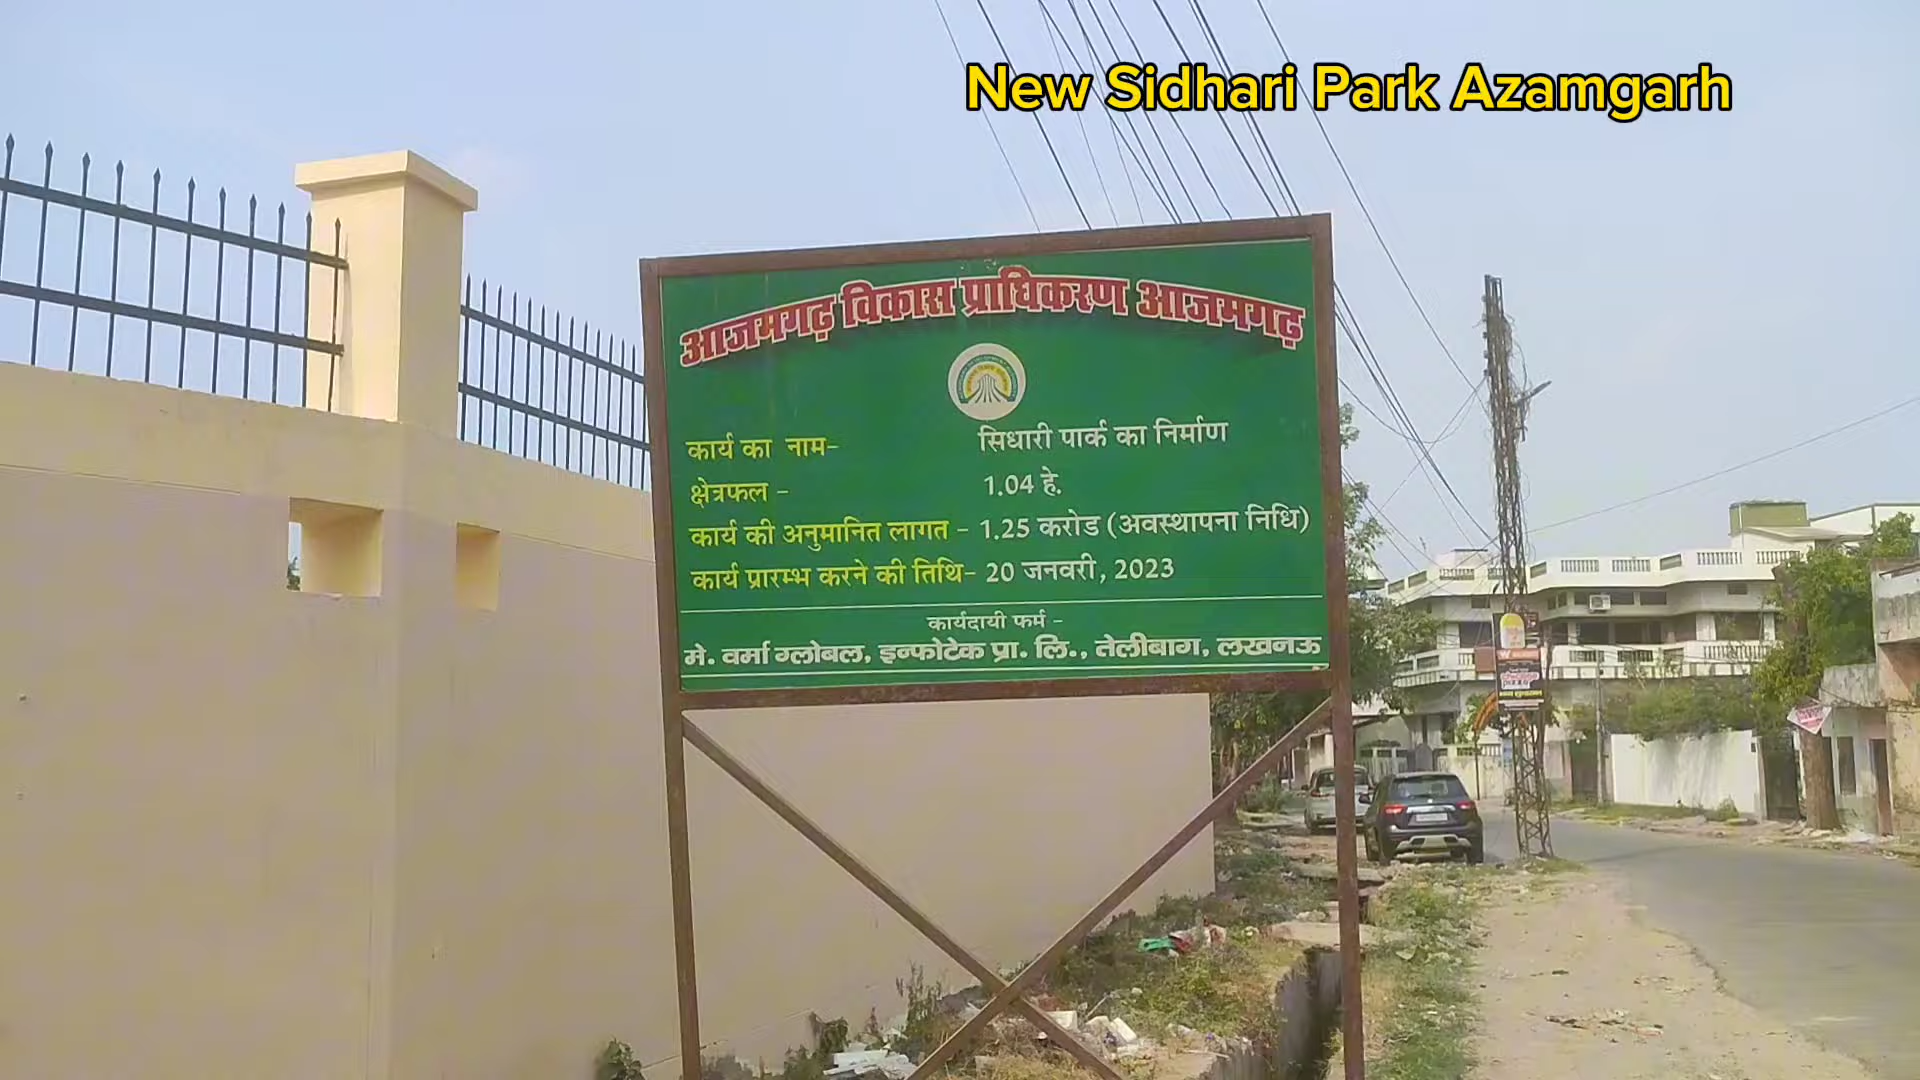 New Sidhari Park Azamgarh
आजमगढ़ विकास प्राधिकरण आजमगढ़
कार्य का नाम- सिधारी पार्क का निर्माण
क्षेत्रफल - 1.04 हे.
कार्य की अनुमानित लागत - 1.25 करोड (अवस्थापना निधि)
कार्य प्रारम्भ करने की तिथि- 20 जनवरी, 2023
कार्यदायी फर्म -
मे. वर्मा ग्लोबल, इन्फोटेक प्रा. लि., तेलीबाग, लखनऊ